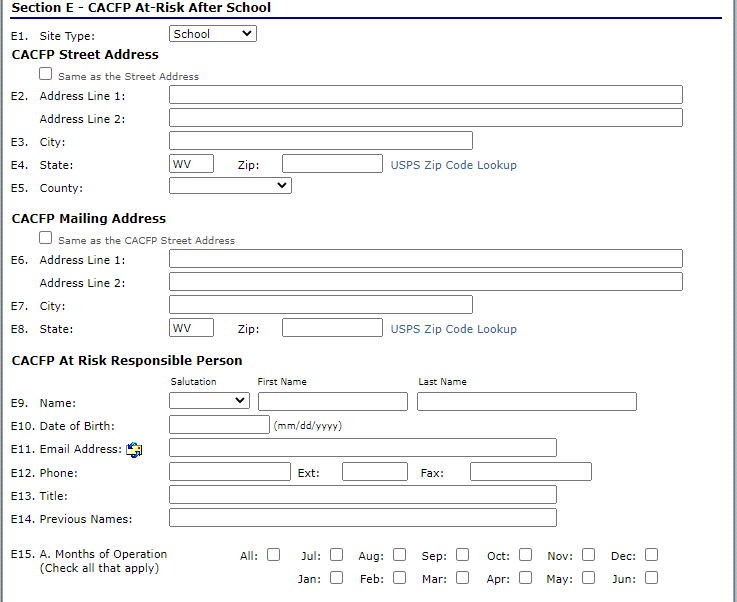 Section E - CACFP At-Risk After School
E1. Site Type: School
CACFP Street Address
Same as the Street Address
E2. Address Line 1:
Address Line 2:
E3. City:
E4. State: WV Zip: USPS Zip Code Lookup
E5. County:
CACFP Mailing Address
Same as the CACFP Street Address
E6. Address Line 1:
Address Line 2:
E7. City:
E8. State: WV Zip: USPS Zip Code Lookup
CACFP At Risk Responsible Person
Salutation First Name Last Name
E9. Name:
E10. Date of Birth: (mm/dd/yyyy)
E11. Email Address:
E12. Phone: Ext: Fax:
E13. Title:
E14. Previous Names:
E15. A. Months of Operation All: Jul: Aug: Sep: Oct: Nov: Dec:
(Check all that apply)
Jan: Feb: Mar: Apr: May: Jun: